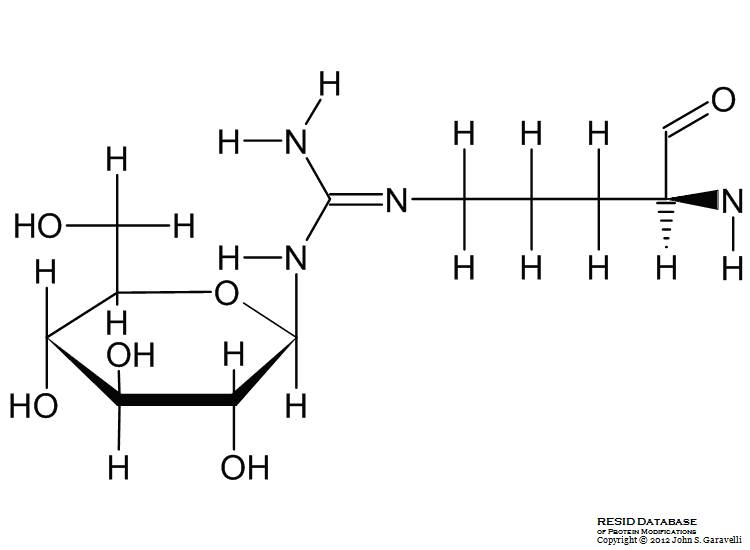 H
H N O
H H H
H
N N
HO H H N
H O
H H H H H
H
OH H
HO H
H OH
RESID DATABASE
OF PROTEIN MODIFICATIONS
Copyright © 2012 John S. Garavelli